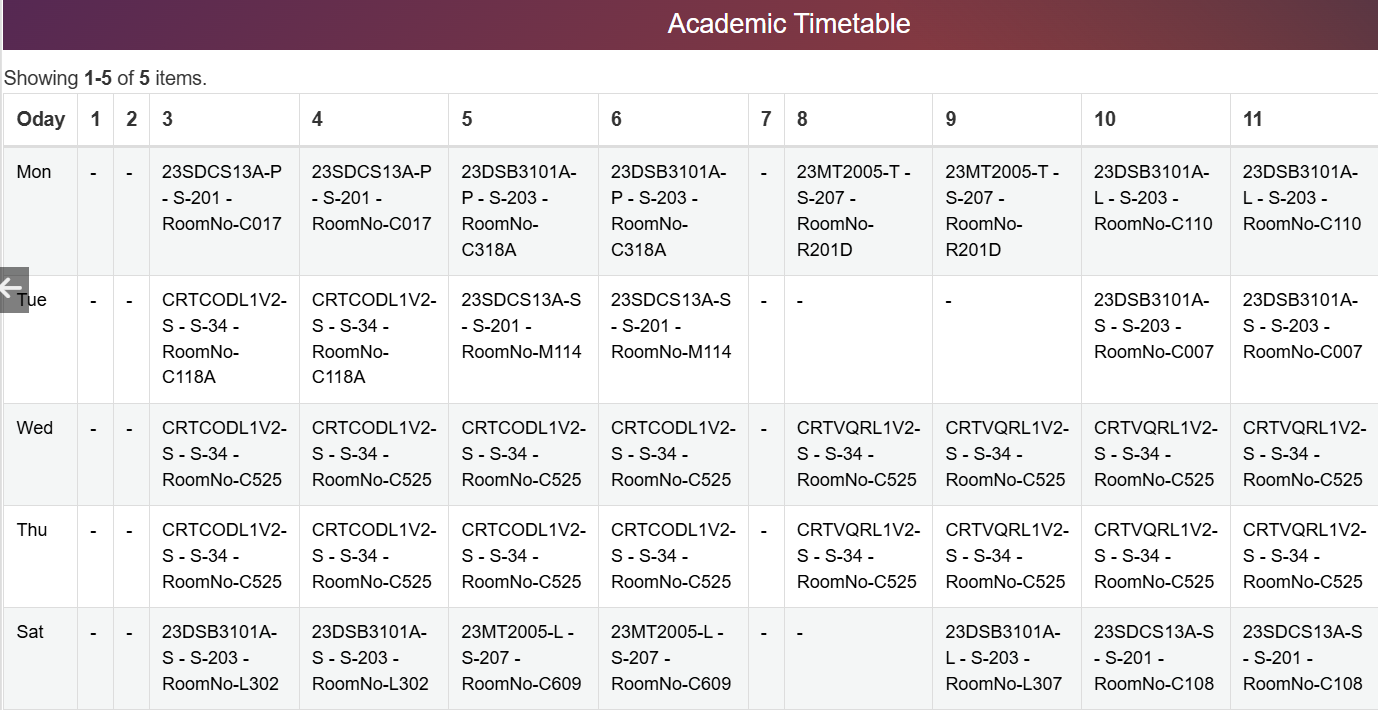 Academic Timetable
Showing 1-5 of 5 items.
Oday 1 2 3 4 5 6 7 8 9 10 11
Mon - - 23SDCS13A-P 23SDCS13A-P 23DSB3101A- 23DSB3101A- - 23MT2005-T - 23MT2005-T - 23DSB3101A- 23DSB3101A-
- S-201 - - S-201 - P - S-203 - P - S-203 - S-207 - S-207 - L - S-203 - L - S-203 -
RoomNo-C017 RoomNo-C017 RoomNo- RoomNo- RoomNo- RoomNo- RoomNo-C110 RoomNo-C110
C318A C318A R201D R201D
Tue - - CRTCODL1V2- CRTCODL1V2- 23SDCS13A-S 23SDCS13A-S - - - 23DSB3101A- 23DSB3101A-
S - S-34 - S - S-34 - - S-201 - - S-201 - S - S-203 - S - S-203 -
RoomNo- RoomNo- RoomNo-M114 RoomNo-M114 RoomNo-C007 RoomNo-C007
C118A C118A
Wed - - CRTCODL1V2- CRTCODL1V2- CRTCODL1V2- CRTCODL1V2- - CRTVQRL1V2- CRTVQRL1V2- CRTVQRL1V2- CRTVQRL1V2-
S - S-34 - S - S-34 - S - S-34 - S - S-34 - S - S-34 - S - S-34 - S - S-34 - S - S-34 -
RoomNo-C525 RoomNo-C525 RoomNo-C525 RoomNo-C525 RoomNo-C525 RoomNo-C525 RoomNo-C525 RoomNo-C525
Thu - - CRTCODL1V2- CRTCODL1V2- CRTCODL1V2- CRTCODL1V2- - CRTVQRL1V2- CRTVQRL1V2- CRTVQRL1V2- CRTVQRL1V2-
S - S-34 - S - S-34 - S - S-34 - S - S-34 - S - S-34 - S - S-34 - S - S-34 - S - S-34 -
RoomNo-C525 RoomNo-C525 RoomNo-C525 RoomNo-C525 RoomNo-C525 RoomNo-C525 RoomNo-C525 RoomNo-C525
Sat - - 23DSB3101A- 23DSB3101A- 23MT2005-L - 23MT2005-L - - - 23DSB3101A- 23SDCS13A-S 23SDCS13A-S
S - S-203 - S - S-203 - S-207 - S-207 - L - S-203 - - S-201 - - S-201 -
RoomNo-L302 RoomNo-L302 RoomNo-C609 RoomNo-C609 RoomNo-L307 RoomNo-C108 RoomNo-C108